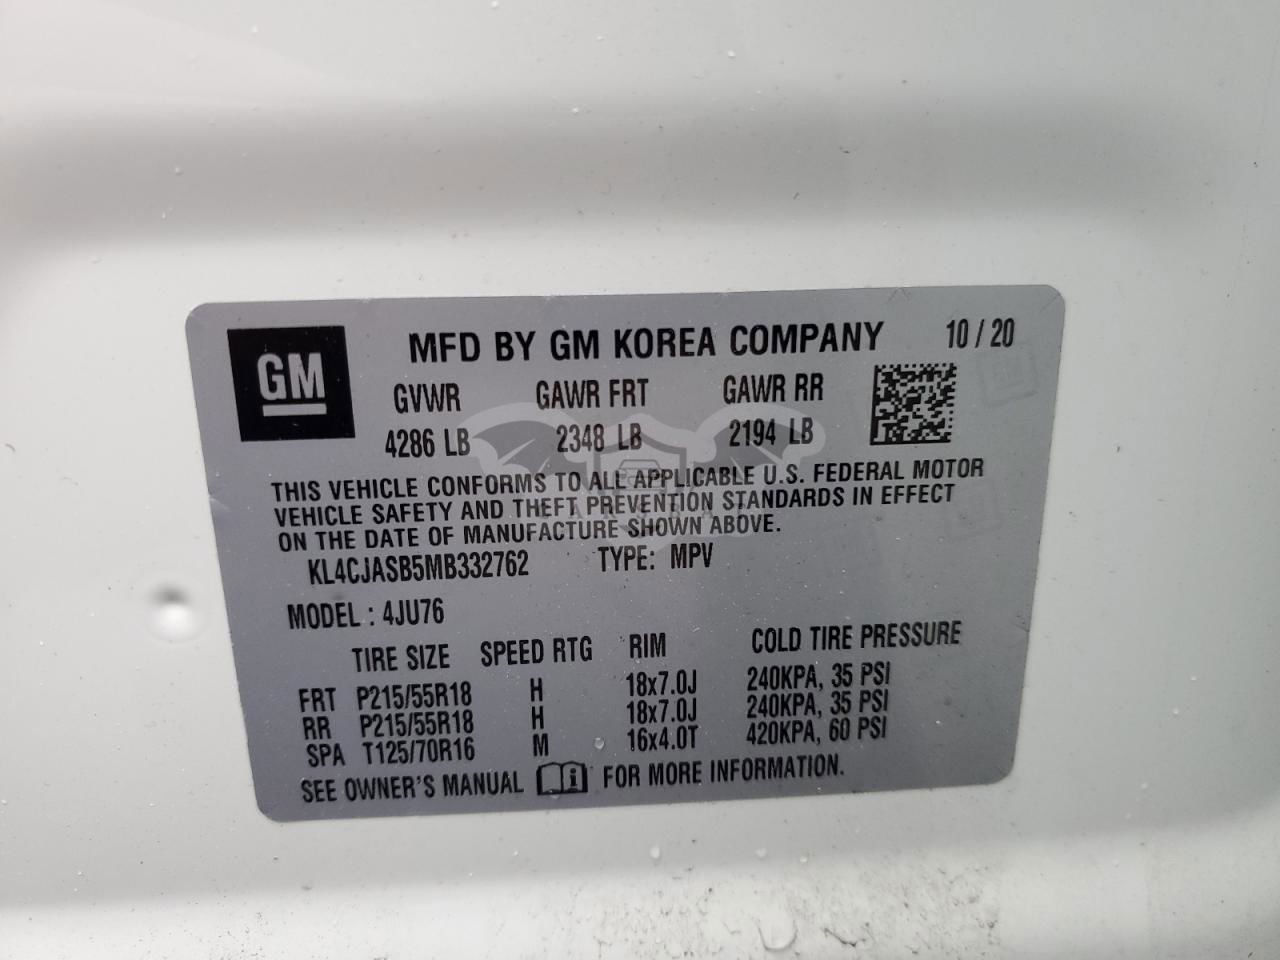 GM
MFD BY GM KOREA COMPANY 10 / 20
GVWR GAWR FRT GAWR RR
4286 LB 2348 LB 2194 LB
THIS VEHICLE CONFORMS TO ALL APPLICABLE U.S. FEDERAL MOTOR
VEHICLE SAFETY AND THEFT PREVENTION STANDARDS IN EFFECT
ON THE DATE OF MANUFACTURE SHOWN ABOVE.
KL4CJASB5MB332762 TYPE: MPV
MODEL : 4JU76
TIRE SIZE SPEED RTG RIM COLD TIRE PRESSURE
FRT P215/55R18 H 18x7.0J 240KPA, 35 PSI
RR P215/55R18 H 18x7.0J 240KPA, 35 PSI
SPA T125/70R16 M 16x4.0T 420KPA, 60 PSI
SEE OWNER'S MANUAL FOR MORE INFORMATION.